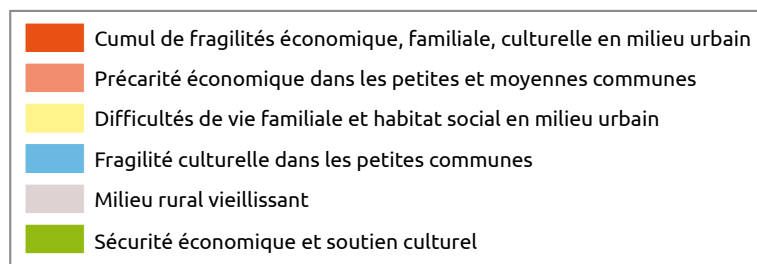 Cumul de fragilités économique, familiale, culturelle en milieu urbain
Précarité économique dans les petites et moyennes communes
Difficultés de vie familiale et habitat social en milieu urbain
Fragilité culturelle dans les petites communes
Milieu rural vieillissant
Sécurité économique et soutien culturel